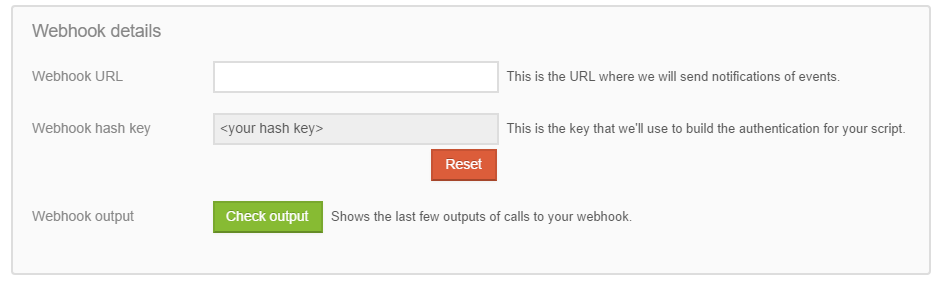 Webhook details
Webhook URL This is the URL where we will send notifications of events.
Webhook hash key <your hash key> This is the key that we'll use to build the authentication for your script.
Reset
Webhook output Check output Shows the last few outputs of calls to your webhook.